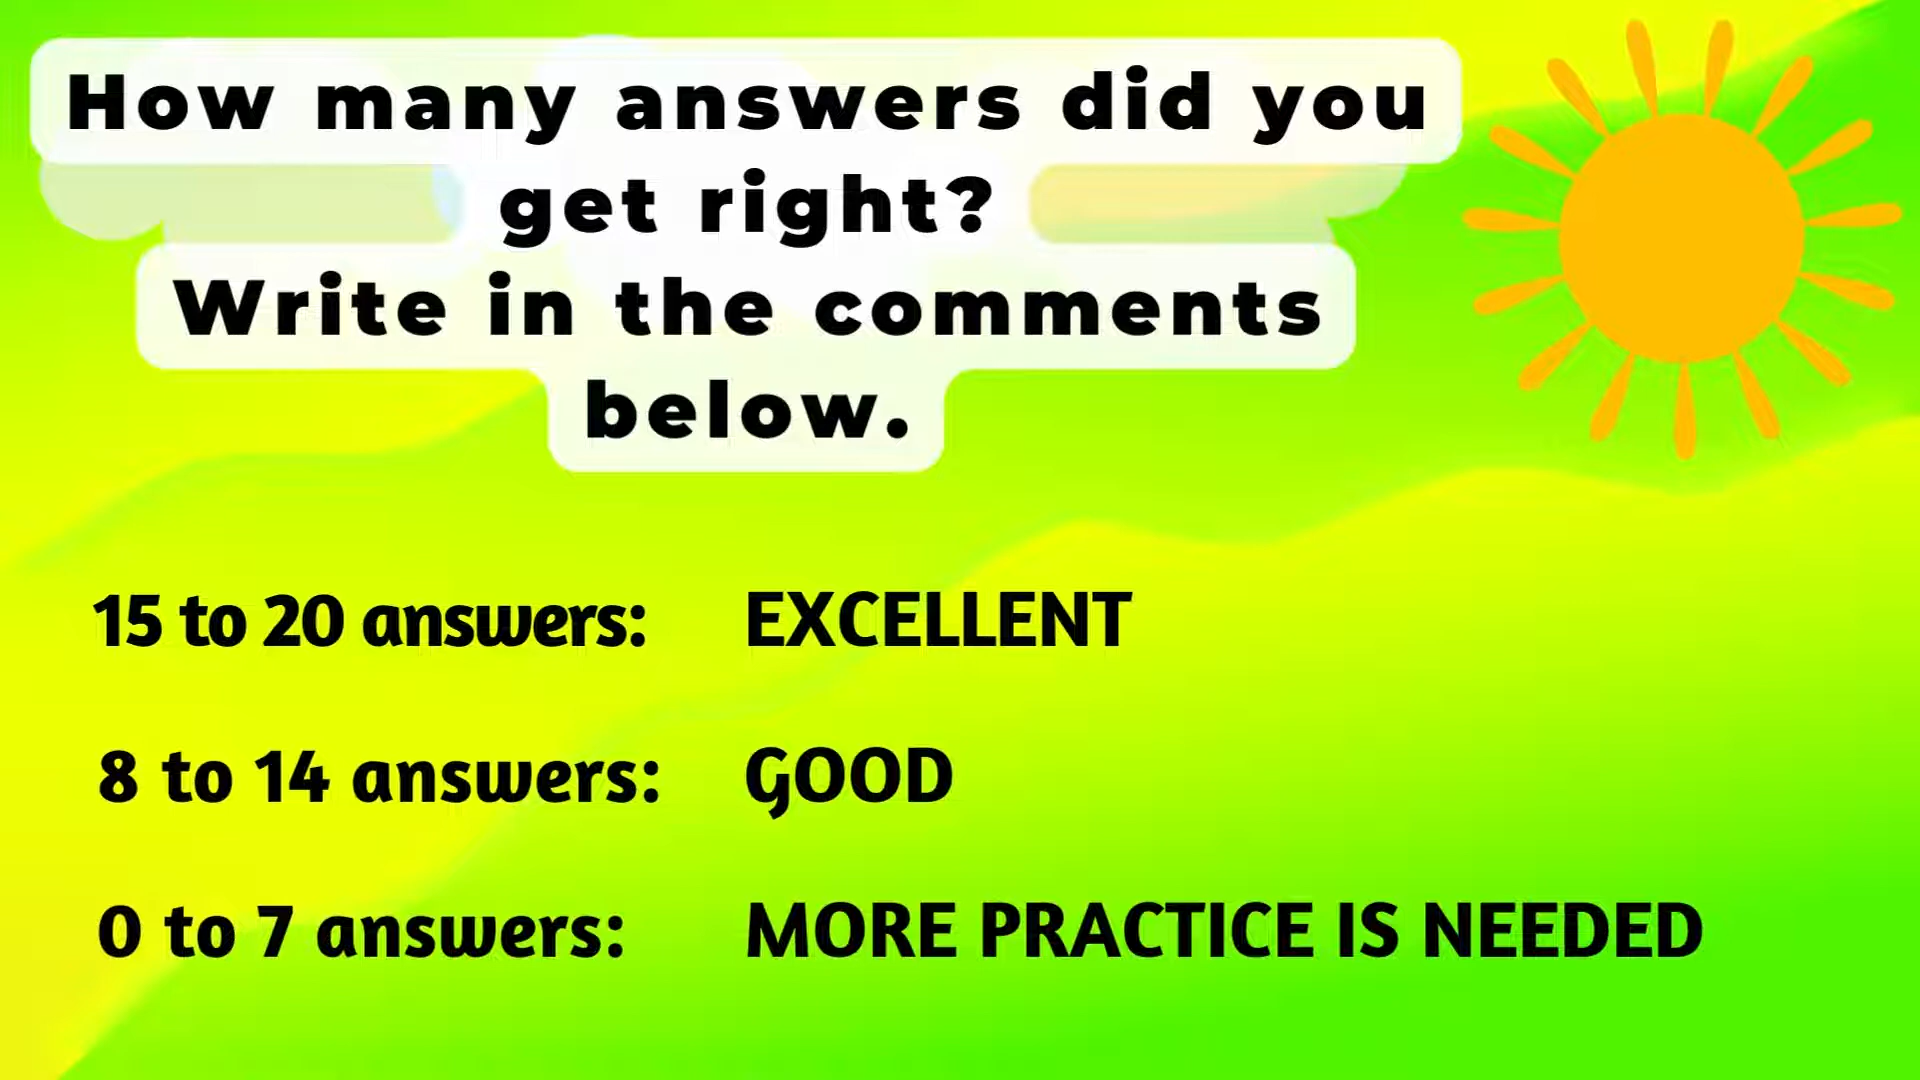 How many answers did you
get right?
Write in the comments
below.
15 to 20 answers: EXCELLENT
8 to 14 answers: GOOD
0 to 7 answers: MORE PRACTICE IS NEEDED